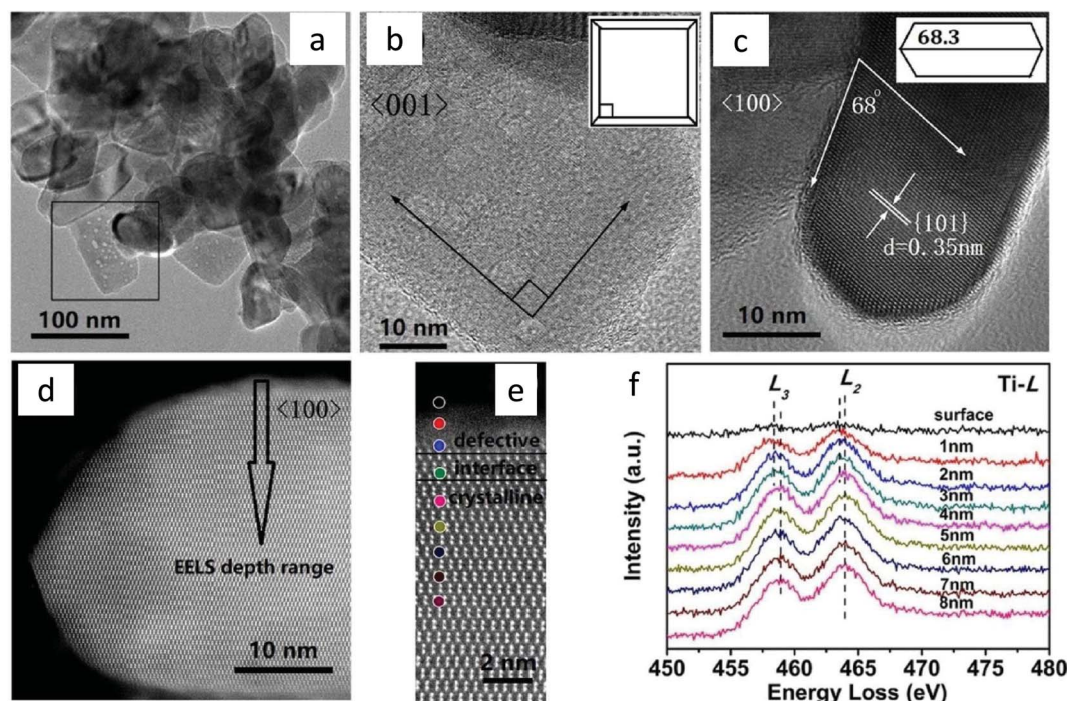 a
100 nm
b
<001>
10 nm
c
68.3
<100>
68°
{101}
d=0.35nm
10 nm
d
<100>
EELS depth range
10 nm
e
defective
interface
crystalline
2 nm
f
L3
L2
Ti-L
surface
1nm
2nm
3nm
4nm
5nm
6nm
7nm
8nm
Intensity (a.u.)
450 455 460 465 470 475 480
Energy Loss (eV)